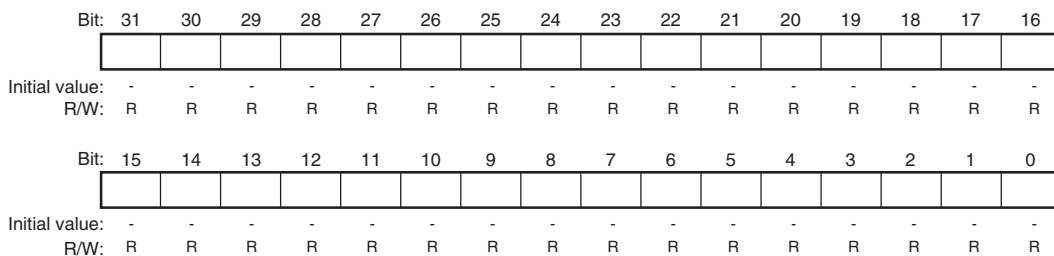 Bit: 31 30 29 28 27 26 25 24 23 22 21 20 19 18 17 16
Initial value: - - - - - - - - - - - - - - - -
R/W: R R R R R R R R R R R R R R R R
Bit: 15 14 13 12 11 10 9 8 7 6 5 4 3 2 1 0
Initial value: - - - - - - - - - - - - - - - -
R/W: R R R R R R R R R R R R R R R R